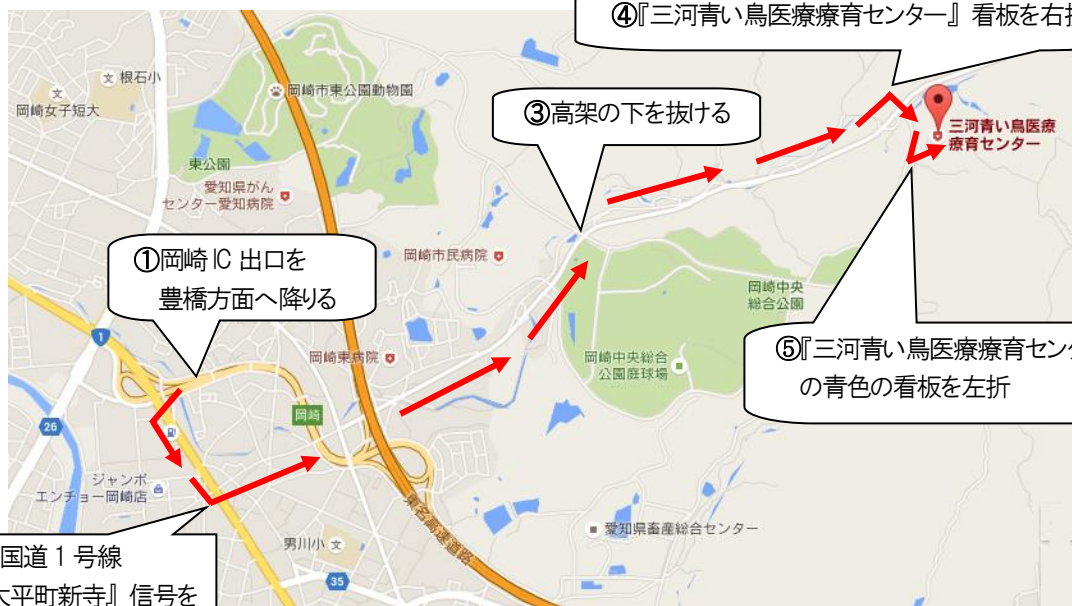 ④『三河青い鳥医療療育センター』看板を右折
文 根石小
文
岡崎女子短大
岡崎市東公園動物園
③高架の下を抜ける
三河青い鳥医療
療育センター
東公園
愛知県がん
センター愛知病院
①岡崎IC 出口を
豊橋方面へ降りる
岡崎市民病院
岡崎中央
総合公園
1
岡崎東病院
岡崎中央総合
公園庭球場
⑤『三河青い鳥医療療育センタ
の青色の看板を左折
岡崎
26
ジャンボ
エンチョー岡崎店
東名高速道路
愛知県畜産総合センター
国道1号線
大平町新寺』信号を
男川小 文
35